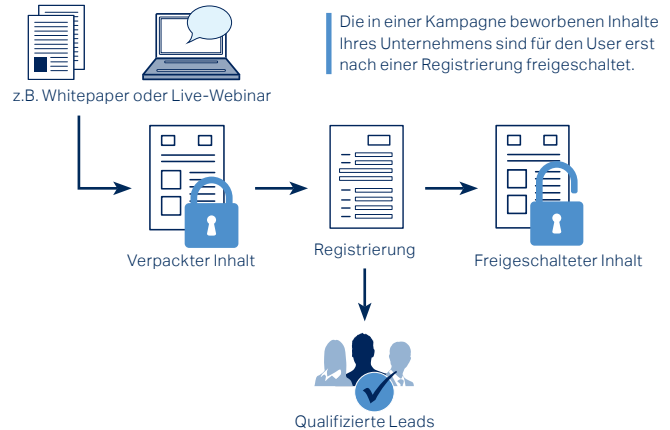 Die in einer Kampagne beworbenen Inhalte
Ihres Unternehmens sind für den User erst
nach einer Registrierung freigeschaltet.
z.B. Whitepaper oder Live-Webinar
Verpackter Inhalt
Registrierung
Freigeschalteter Inhalt
Qualifizierte Leads